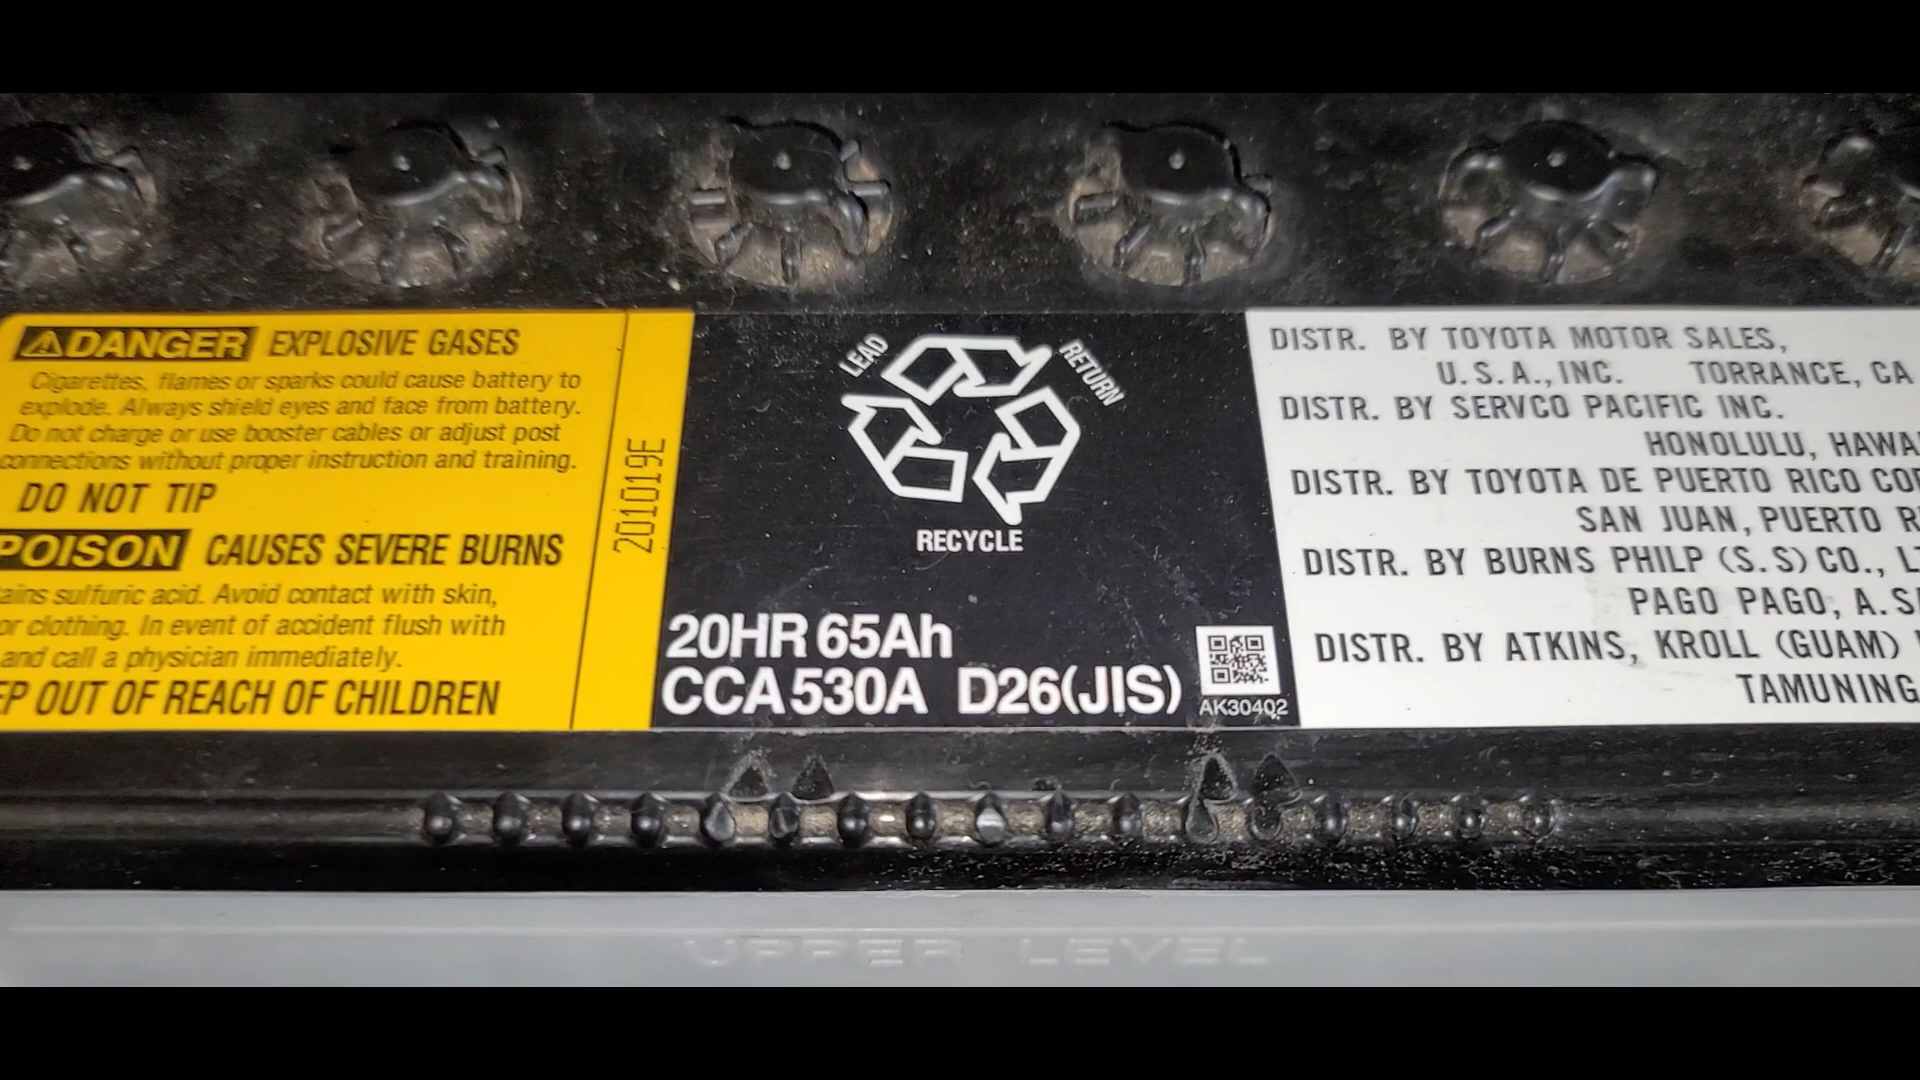 DANGER EXPLOSIVE GASES
Cigarettes, flames or sparks could cause battery to
explode. Always shield eyes and face from battery.
Do not charge or use booster cables or adjust post
connections without proper instruction and training.
DO NOT TIP
POISON CAUSES SEVERE BURNS
ains sulfuric acid. Avoid contact with skin,
or clothing. In event of accident flush with
and call a physician immediately.
EP OUT OF REACH OF CHILDREN
201019E
LEAD
RETURN
RECYCLE
20HR 65Ah
CCA 530A D26(JIS)
AK30402
DISTR. BY TOYOTA MOTOR SALES,
U.S.A., INC. TORRANCE, CA
DISTR. BY SERVCO PACIFIC INC.
HONOLULU, HAWA
DISTR. BY TOYOTA DE PUERTO RICO COR
SAN JUAN, PUERTO R
DISTR. BY BURNS PHILP (S.S) CO., LT
PAGO PAGO, A.S
DISTR. BY ATKINS, KROLL (GUAM)
TAMUNING
UPPER LEVEL